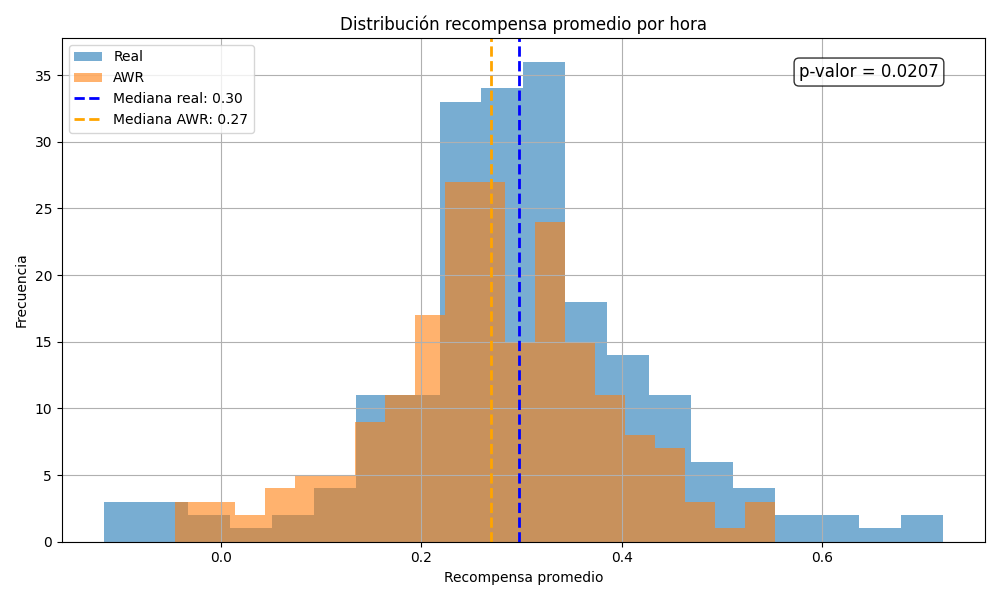 Distribución recompensa promedio por hora
Real
AWR
Mediana real: 0.30
Mediana AWR: 0.27
p-valor = 0.0207
Frecuencia
35
30
25
20
15
10
5
0
0.0 0.2 0.4 0.6
Recompensa promedio